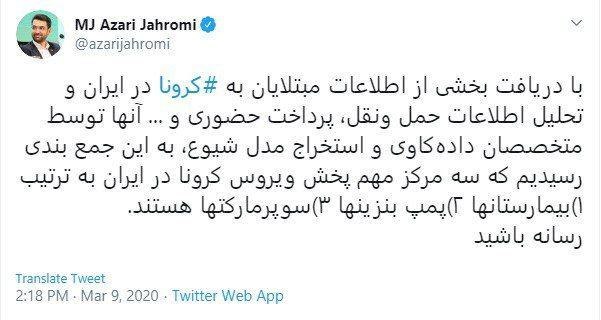 MJ Azari Jahromi
@azarijahromi
با دریافت بخشی از اطلاعات مبتلایان به #کرونا در ایران و
تحلیل اطلاعات حمل ونقل، پرداخت حضوری و ... آنها توسط
متخصصان داده‌کاوی و استخراج مدل شیوع، به این جمع بندی
رسیدیم که سه مرکز مهم پخش ویروس کرونا در ایران به ترتیب
۱)بیمارستانها ۲)پمپ بنزینها ۳)سوپرمارکتها هستند.
رسانه باشید
Translate Tweet
2:18 PM · Mar 9, 2020 · Twitter Web App